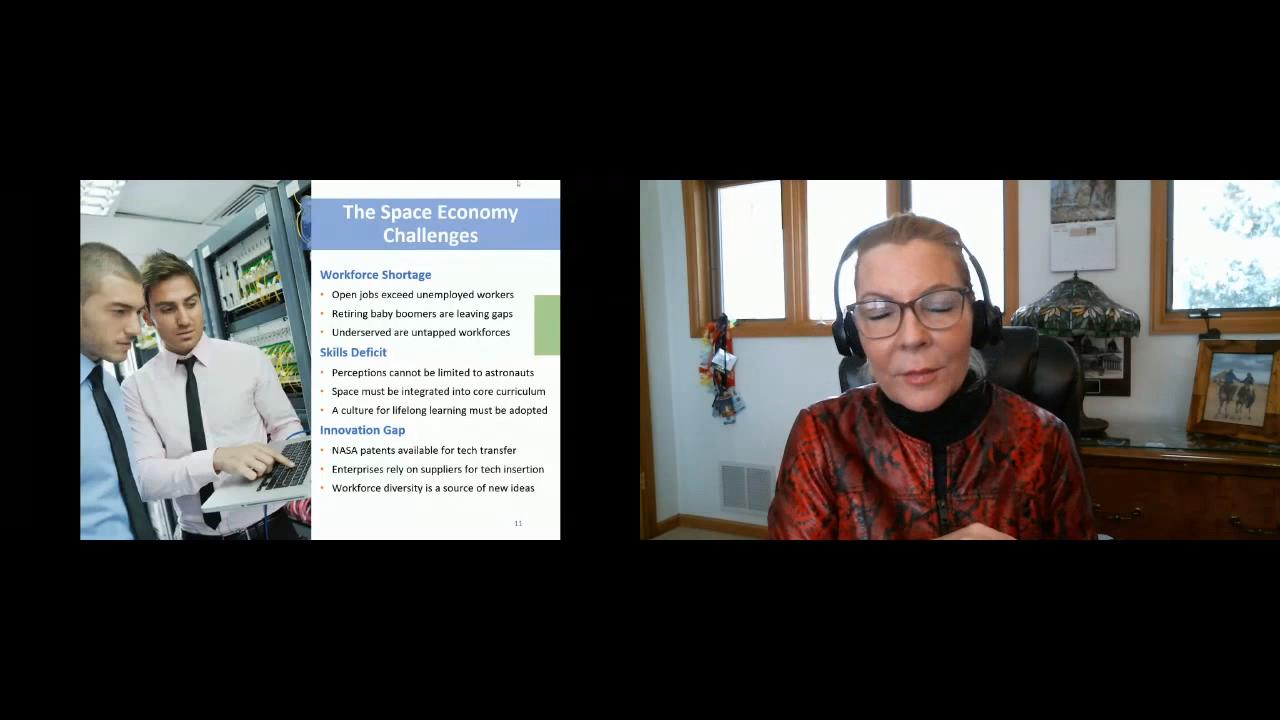 The Space Economy
Challenges
Workforce Shortage
• Open jobs exceed unemployed workers
• Retiring baby boomers are leaving gaps
• Underserved are untapped workforces
Skills Deficit
• Perceptions cannot be limited to astronauts
• Space must be integrated into core curriculum
• A culture for lifelong learning must be adopted
Innovation Gap
• NASA patents available for tech transfer
• Enterprises rely on suppliers for tech insertion
• Workforce diversity is a source of new ideas
11